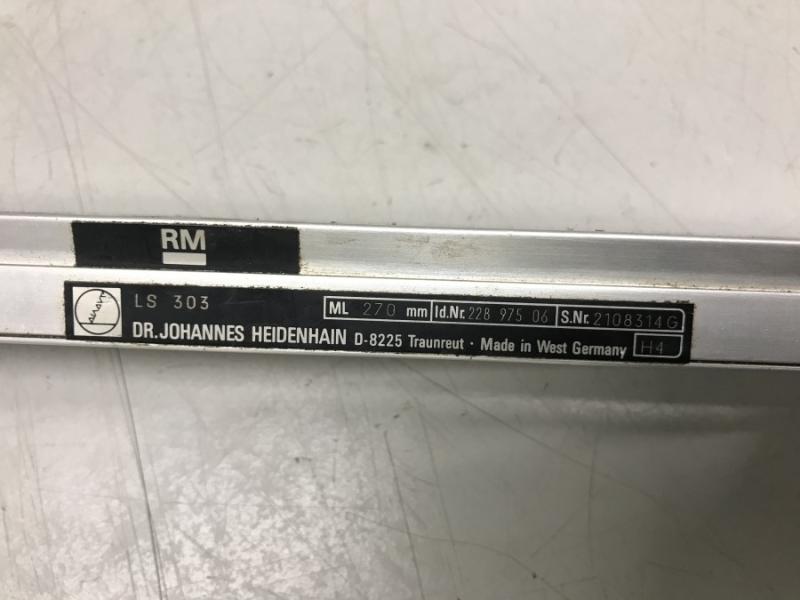 RM
LS 303 ML 270 mm Id.Nr. 228 975 06 S.Nr. 2108314G
DR. JOHANNES HEIDENHAIN D-8225 Traunreut · Made in West Germany H4